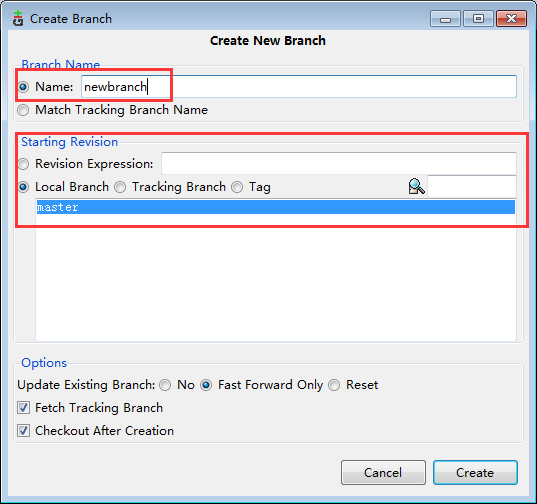 Create Branch
Create New Branch
Branch Name
Name: newbranch
Match Tracking Branch Name
Starting Revision
Revision Expression:
Local Branch Tracking Branch Tag
master
Options
Update Existing Branch: No Fast Forward Only Reset
Fetch Tracking Branch
Checkout After Creation
Cancel Create